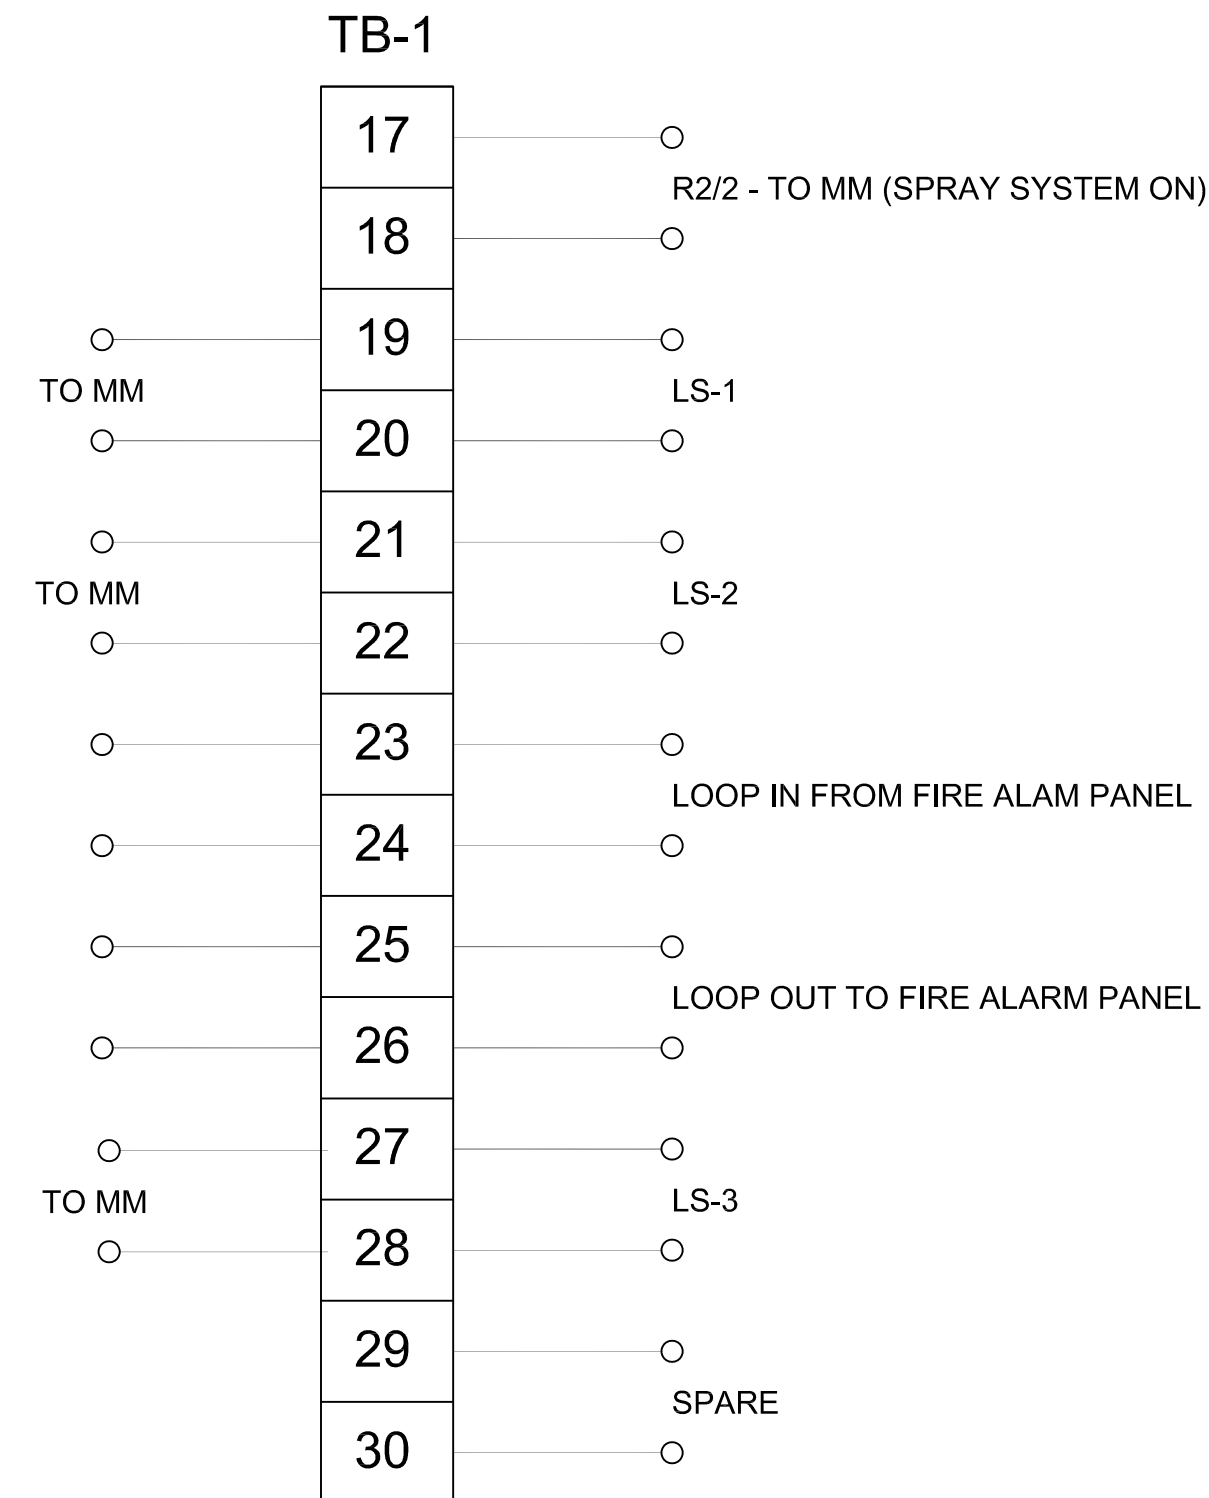 TB-1
17
R2/2 - TO MM (SPRAY SYSTEM ON)
18
19
TO MM
LS-1
20
21
TO MM
LS-2
22
23
LOOP IN FROM FIRE ALAM PANEL
24
25
LOOP OUT TO FIRE ALARM PANEL
26
27
TO MM
LS-3
28
29
SPARE
30